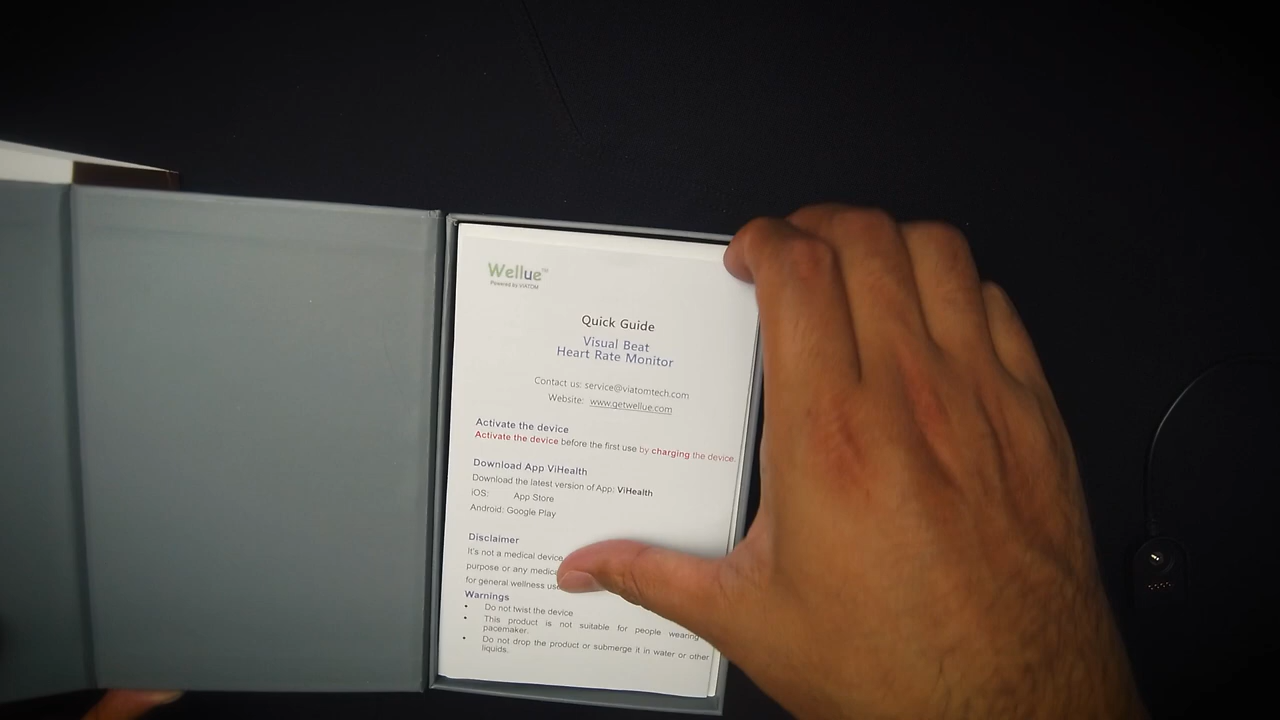 Wellue
Powered by VIATOM
Quick Guide
Visual Beat
Heart Rate Monitor
Contact us: service@viatomtech.com
Website: www.getwellue.com
Activate the device
Activate the device before the first use by charging the device.
Download App ViHealth
Download the latest version of App: ViHealth
iOS: App Store
Android: Google Play
Disclaimer
It's not a medical device
purpose or any
for general wellness
Warnings
• Do not twist the device
• This product is not suitable for people wearing
pacemaker.
• Do not drop the product or submerge it in water or other
liquids.